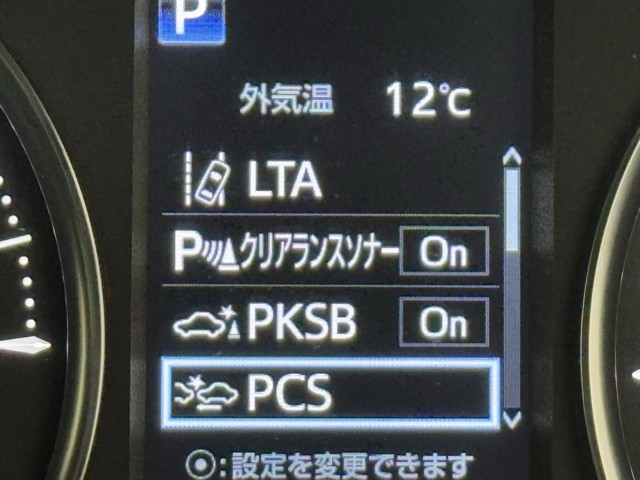 P
外気温 12℃
LTA
P クリアランスソナー On
PKSB On
PCS
◎:設定を変更できます